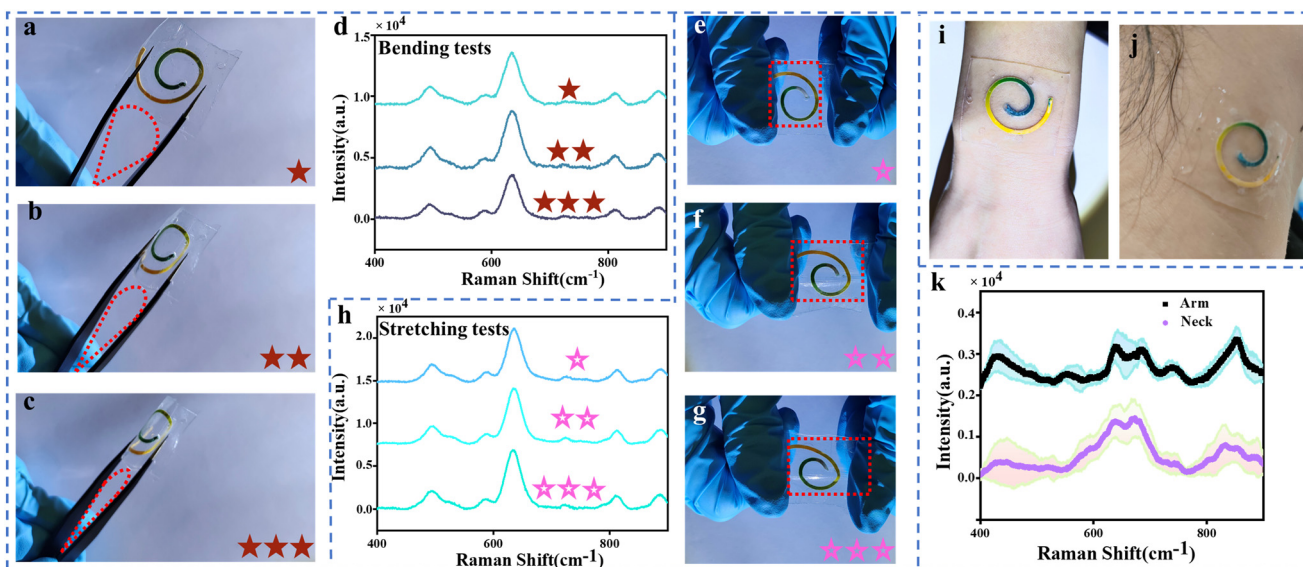 a
b
c
d
× 10⁴
Bending tests
1.5
1.0
0.5
0.0
Intensity(a.u.)
400
600
800
Raman Shift(cm⁻¹)
h
× 10⁴
Stretching tests
2.0
1.5
1.0
0.5
0.0
Intensity(a.u.)
400
600
800
Raman Shift(cm⁻¹)
e
f
g
i
j
k
× 10⁴
Arm
Neck
0.4
0.3
0.2
0.1
0.0
Intensity(a.u.)
400
600
800
Raman Shift(cm⁻¹)